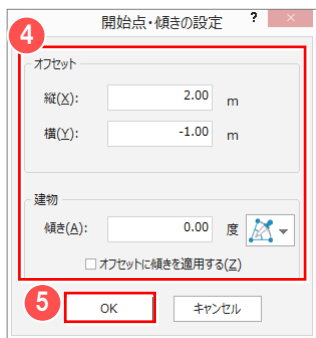 開始点・傾きの設定 ? ×
4
オフセット
縦(X): 2.00 m
横(Y): -1.00 m
建物
傾き(A): 0.00 度
オフセットに傾きを適用する(Z)
5 OK キャンセル